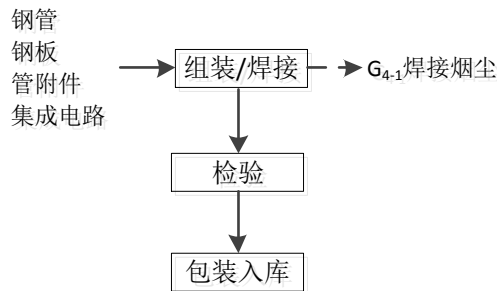 钢管
钢板
管附件
集成电路
组装/焊接
G4-1焊接烟尘
检验
包装入库